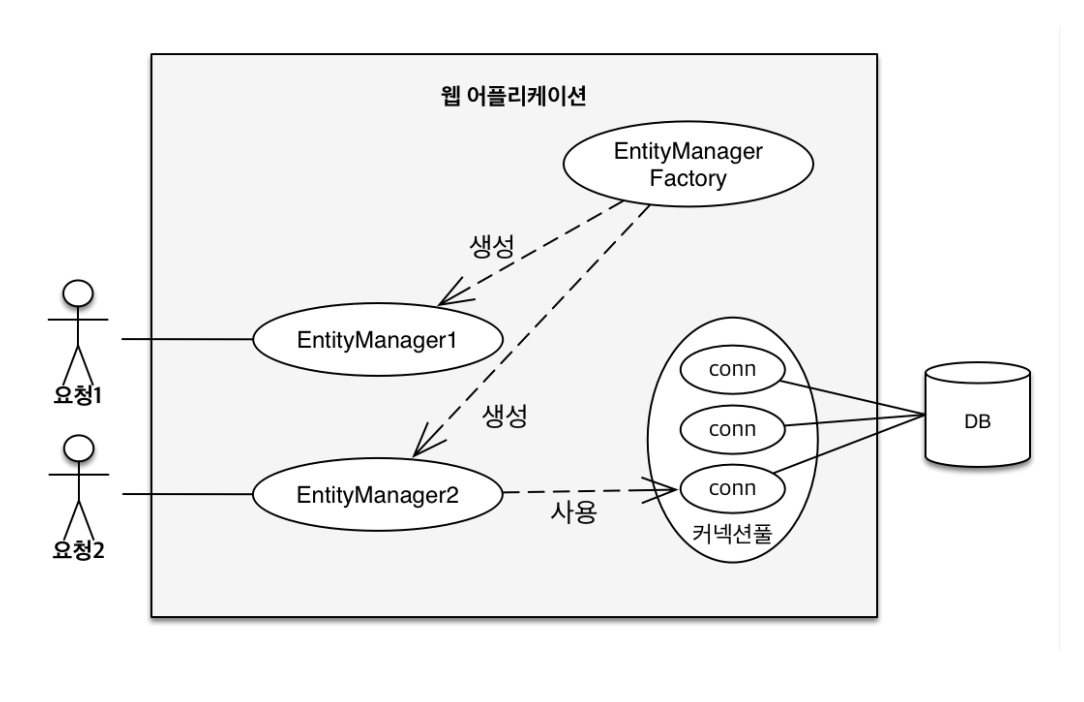 웹 어플리케이션
EntityManager
Factory
생성
EntityManager1
요청1
conn
conn
생성
DB
EntityManager2
conn
사용
커넥션풀
요청2